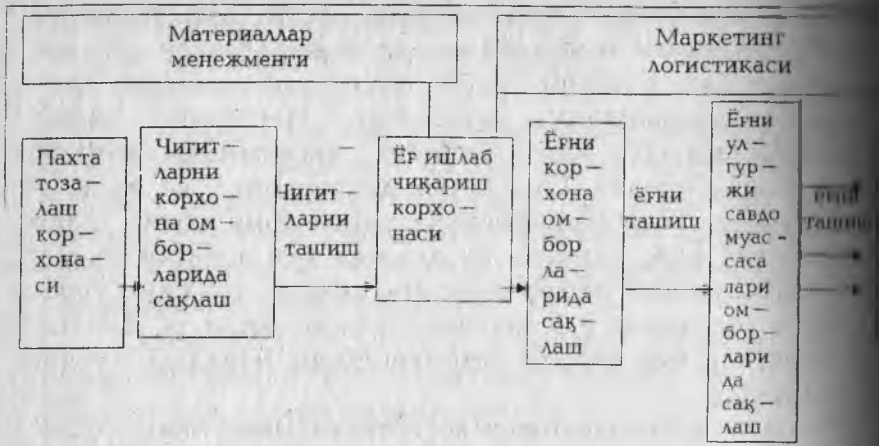 Материаллар
менежменти
Маркетинг
логистикаси
Пахта
тоза—
лаш
кор—
хона—
си
Чигит—
ларни
корхо—
на ом—
бор—
ларида
сақлаш
Чигит—
ларни
ташиш
Ёғ ишлаб
чиқариш
корхо—
наси
Ёғни
кор—
хона
ом—
бор
ла—
рида
сақ—
лаш
ёғни
ташиш
Ёғни
ул—
гур—
жи
савдо
муас—
саса
лари
ом—
бор—
лари
да
сақ—
лаш
ёғни
ташиш